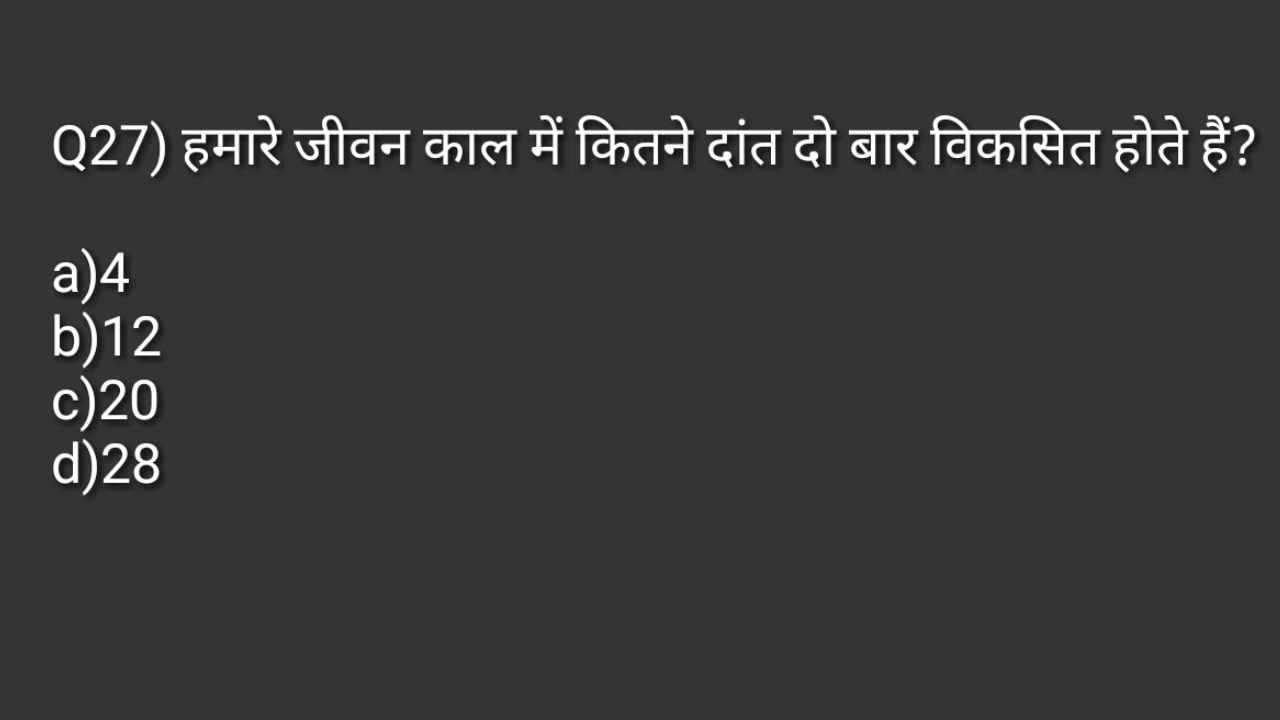 Q27) हमारे जीवन काल में कितने दांत दो बार विकसित होते हैं?
a)4
b)12
c)20
d)28